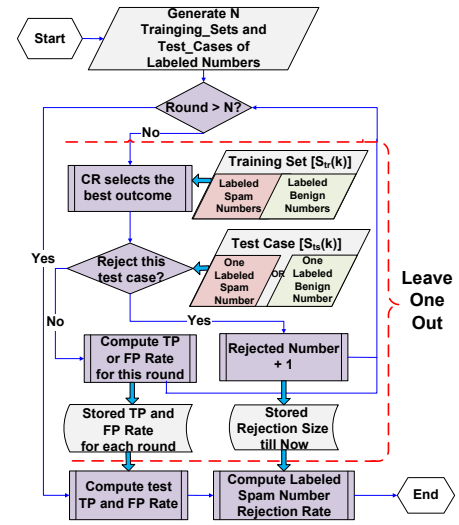 Start
Generate N
Trainging_Sets and
Test_Cases of
Labeled Numbers
Round > N?
No
Yes
CR selects the
best outcome
Training Set [Str(k)]
Labeled
Spam
Numbers
Labeled
Benign
Numbers
Reject this
test case?
Test Case [Sts(k)]
One
Labeled
Spam
Number
OR
One
Labeled
Benign
Number
Leave
One
Out
No
Yes
Compute TP
or FP Rate
for this round
Rejected Number
+ 1
Stored TP and
FP Rate
for each round
Stored
Rejection Size
till Now
Compute test
TP and FP Rate
Compute Labeled
Spam Number
Rejection Rate
End